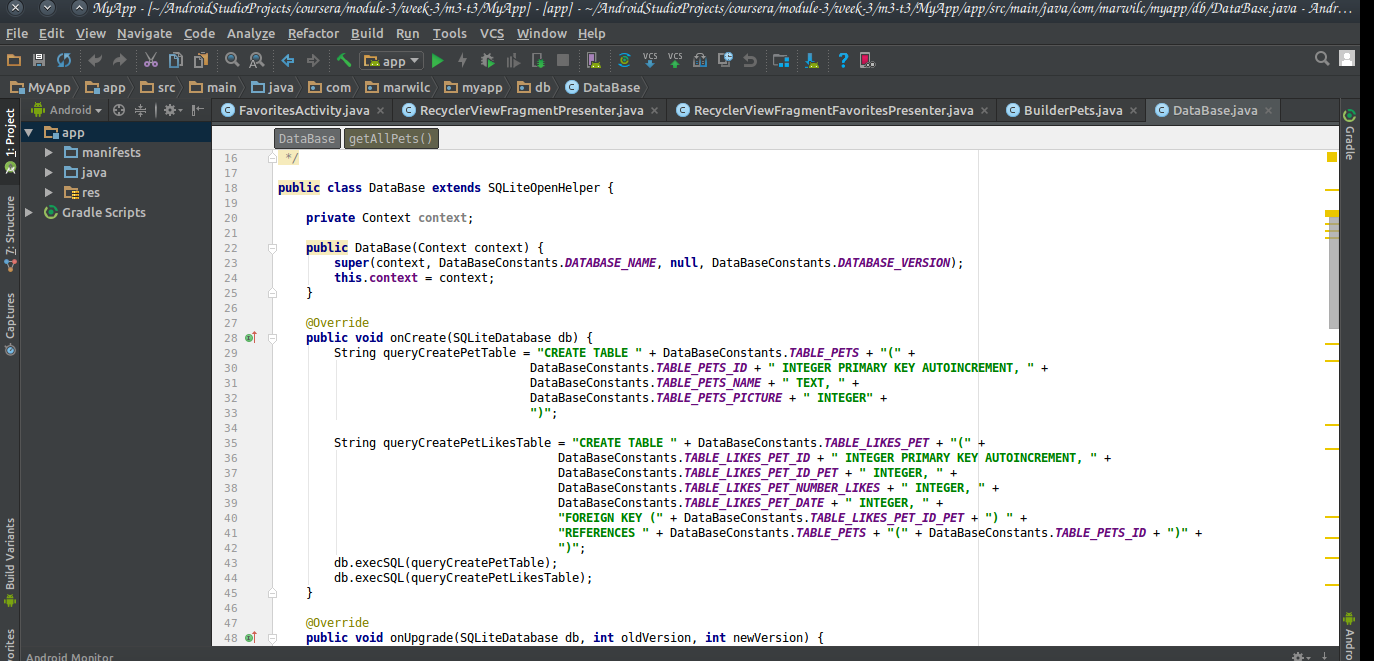 MyApp - [~/AndroidStudioProjects/coursera/module-3/week-3/m3-t3/MyApp] - [app] - ~/AndroidStudioProjects/coursera/module-3/week-3/m3-t3/MyApp/app/src/main/java/com/marwilc/myapp/db/DataBase.java - Andr...
File Edit View Navigate Code Analyze Refactor Build Run Tools VCS Window Help
app VCS VCS ?
MyApp app src main java com marwilc myapp db DataBase
Android FavoritesActivity.java RecyclerViewFragmentPresenter.java RecyclerViewFragmentFavoritesPresenter.java BuilderPets.java DataBase.java
1: Project
7: Structure
Captures
Build Variants
vorites
app
manifests
java
res
Gradle Scripts
DataBase getAllPets()
16 */
17
18 public class DataBase extends SQLiteOpenHelper {
19
20 private Context context;
21
22 public DataBase(Context context) {
23 super(context, DataBaseConstants.DATABASE_NAME, null, DataBaseConstants.DATABASE_VERSION);
24 this.context = context;
25 }
26
27 @Override
28 public void onCreate(SQLiteDatabase db) {
29 String queryCreatePetTable = "CREATE TABLE " + DataBaseConstants.TABLE_PETS + "(" +
30 DataBaseConstants.TABLE_PETS_ID + " INTEGER PRIMARY KEY AUTOINCREMENT, " +
31 DataBaseConstants.TABLE_PETS_NAME + " TEXT, " +
32 DataBaseConstants.TABLE_PETS_PICTURE + " INTEGER" +
33 ")";
34
35 String queryCreatePetLikesTable = "CREATE TABLE " + DataBaseConstants.TABLE_LIKES_PET + "(" +
36 DataBaseConstants.TABLE_LIKES_PET_ID + " INTEGER PRIMARY KEY AUTOINCREMENT, " +
37 DataBaseConstants.TABLE_LIKES_PET_ID_PET + " INTEGER, " +
38 DataBaseConstants.TABLE_LIKES_PET_NUMBER_LIKES + " INTEGER, " +
39 DataBaseConstants.TABLE_LIKES_PET_DATE + " INTEGER, " +
40 "FOREIGN KEY (" + DataBaseConstants.TABLE_LIKES_PET_ID_PET + ") " +
41 "REFERENCES " + DataBaseConstants.TABLE_PETS + "(" + DataBaseConstants.TABLE_PETS_ID + ")" +
42 ")";
43 db.execSQL(queryCreatePetTable);
44 db.execSQL(queryCreatePetLikesTable);
45 }
46
47 @Override
48 public void onUpgrade(SQLiteDatabase db, int oldVersion, int newVersion) {
Gradle
Andro
Android Monitor